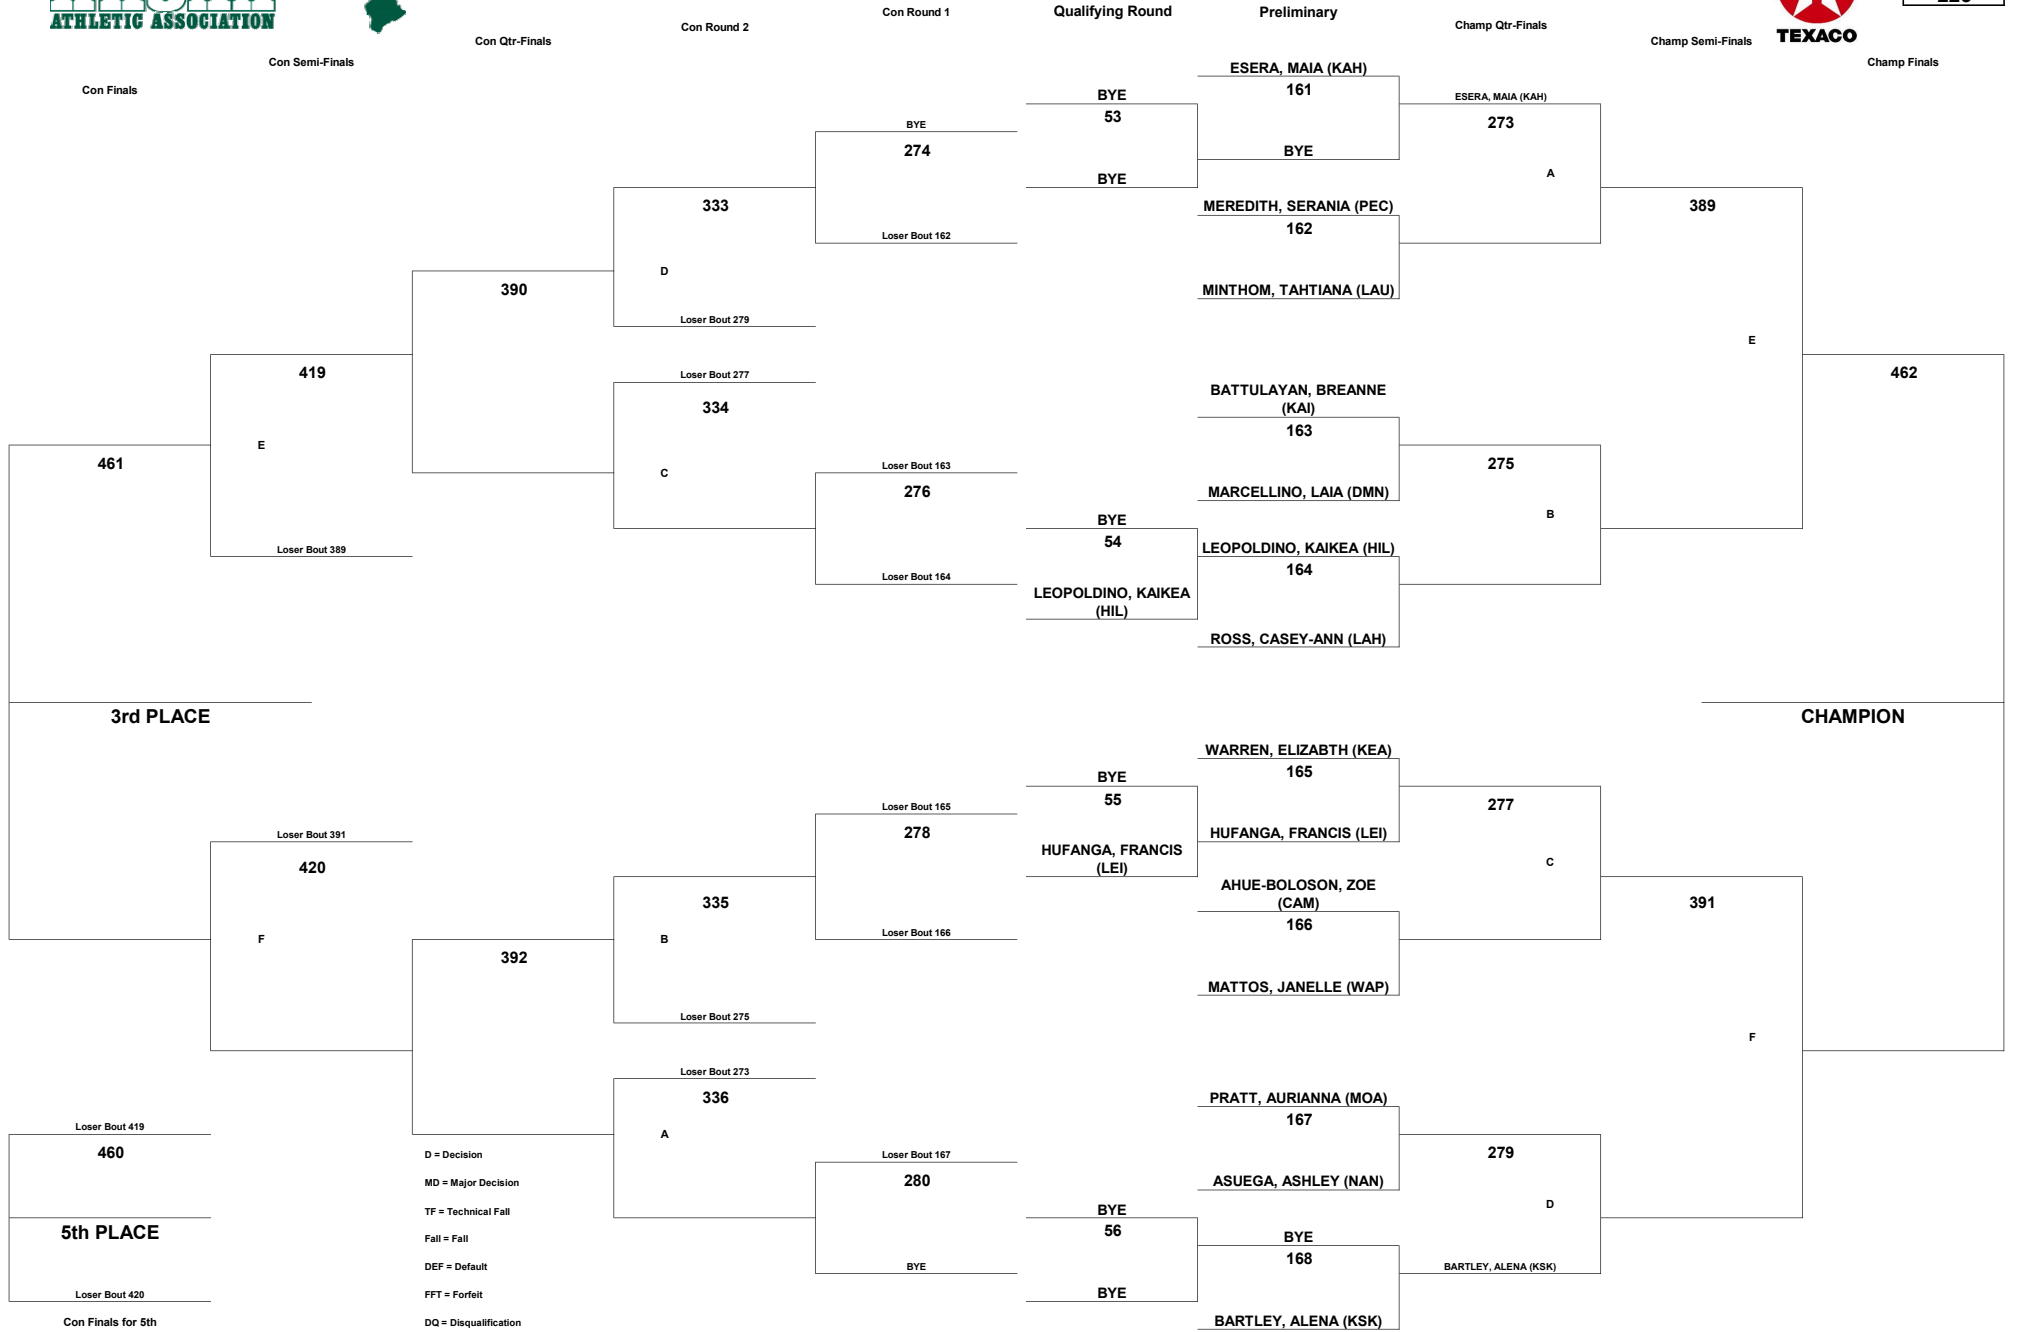 ATHLETIC ASSOCIATION
Con Finals
Con Semi-Finals
Con Qtr-Finals
Con Round 2
Con Round 1
Qualifying Round
Preliminary
Champ Qtr-Finals
Champ Semi-Finals
TEXACO
Champ Finals
ESERA, MAIA (KAH)
161
BYE
BYE
53
BYE
ESERA, MAIA (KAH)
273
A
BYE
274
Loser Bout 162
MEREDITH, SERANIA (PEC)
162
MINTHOM, TAHTIANA (LAU)
333
D
Loser Bout 279
389
E
390
419
E
Loser Bout 389
Loser Bout 277
334
C
462
BATTULAYAN, BREANNE
(KAI)
163
MARCELLINO, LAIA (DMN)
461
Loser Bout 163
276
Loser Bout 164
275
B
BYE
54
LEOPOLDINO, KAIKEA
(HIL)
LEOPOLDINO, KAIKEA (HIL)
164
ROSS, CASEY-ANN (LAH)
3rd PLACE
CHAMPION
WARREN, ELIZABTH (KEA)
165
HUFANGA, FRANCIS (LEI)
BYE
55
HUFANGA, FRANCIS
(LEI)
277
C
Loser Bout 165
278
Loser Bout 166
Loser Bout 391
420
F
AHUE-BOLOSON, ZOE
(CAM)
166
MATTOS, JANELLE (WAP)
335
B
Loser Bout 275
391
F
392
Loser Bout 273
336
A
PRATT, AURIANNA (MOA)
167
ASUEGA, ASHLEY (NAN)
279
D
Loser Bout 419
460
5th PLACE
Loser Bout 420
Con Finals for 5th
D = Decision
MD = Major Decision
TF = Technical Fall
Fall = Fall
DEF = Default
FFT = Forfeit
DQ = Disqualification
Loser Bout 167
280
BYE
BYE
56
BYE
BYE
168
BARTLEY, ALENA (KSK)
BARTLEY, ALENA (KSK)